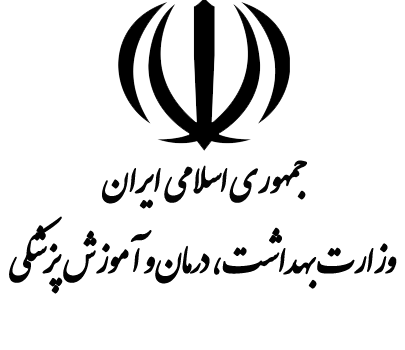 جمهوری اسلامی ایران
وزارت بهداشت، درمان و آموزش پزشکی